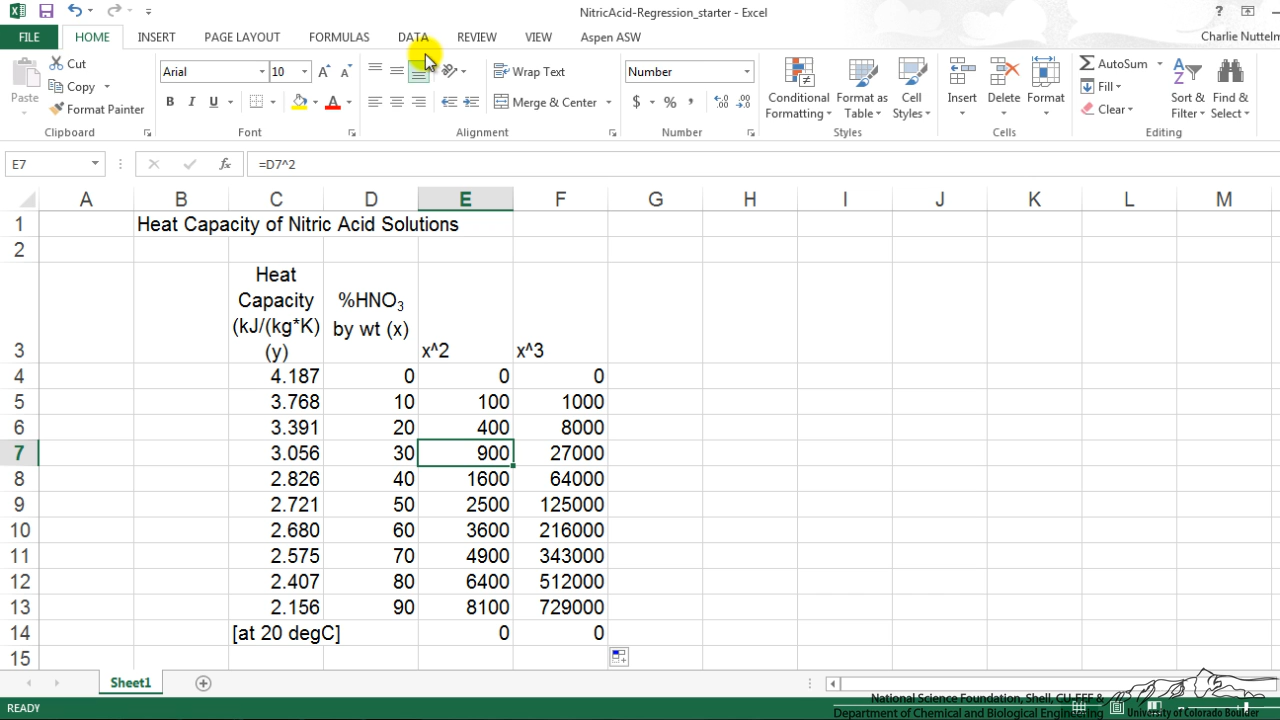 NitricAcid-Regression_starter - Excel
FILE HOME INSERT PAGE LAYOUT FORMULAS DATA REVIEW VIEW Aspen ASW
Charlie Nuttelm
Paste
Cut
Copy
Format Painter
Clipboard
Arial 10
B I U
Font
Wrap Text
Merge & Center
Alignment
Number
$ % ,
Number
Conditional Formatting
Format as Table
Cell Styles
Styles
Insert Delete Format
Cells
AutoSum
Fill
Clear
Sort & Filter
Find & Select
Editing
E7 fx =D7^2
A B C D E F G H I J K L M
1 Heat Capacity of Nitric Acid Solutions
2
3 Heat Capacity (kJ/(kg*K) (y) %HNO3 by wt (x) x^2 x^3
4 4.187 0 0 0
5 3.768 10 100 1000
6 3.391 20 400 8000
7 3.056 30 900 27000
8 2.826 40 1600 64000
9 2.721 50 2500 125000
10 2.680 60 3600 216000
11 2.575 70 4900 343000
12 2.407 80 6400 512000
13 2.156 90 8100 729000
14 [at 20 degC] 0 0
15
Sheet1
National Science Foundation, Shell, CU-EEF &
Department of Chemical and Biological Engineering
University of Colorado Boulder
READY